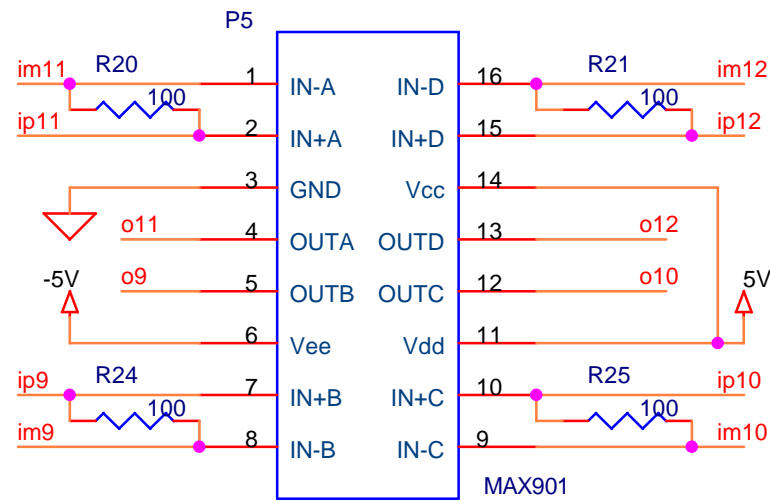 P5
im11 R20 1 IN-A IN-D 16 R21 im12
100 100
ip11 2 IN+A IN+D 15 ip12
3 GND Vcc 14
o11 4 OUTA OUTD 13 o12
-5V o9 5 OUTB OUTC 12 o10 5V
6 Vee Vdd 11
ip9 R24 7 IN+B IN+C 10 R25 ip10
100 100
im9 8 IN-B IN-C 9 im10
MAX901